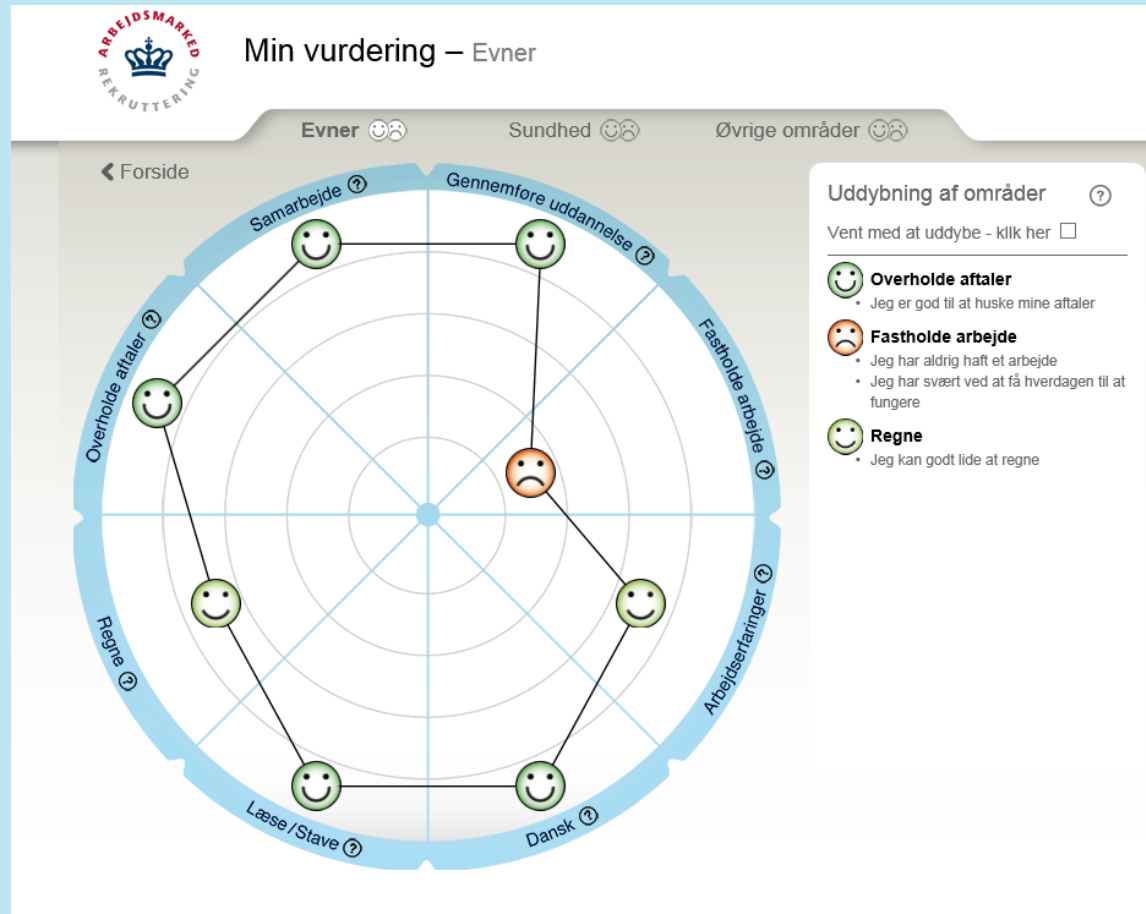 ARBEJDSMARKED
REKRUTTERING
Min vurdering – Evner
Evner
Sundhed
Øvrige områder
Forside
Samarbejde ?
Gennemføre uddannelse ?
Fastholde arbejde ?
Arbejdserfaringer ?
Dansk ?
Læse/Stave ?
Regne ?
Overholde aftaler ?
Uddybning af områder ?
Vent med at uddybe - klik her
Overholde aftaler
• Jeg er god til at huske mine aftaler
Fastholde arbejde
• Jeg har aldrig haft et arbejde
• Jeg har svært ved at få hverdagen til at
fungere
Regne
• Jeg kan godt lide at regne